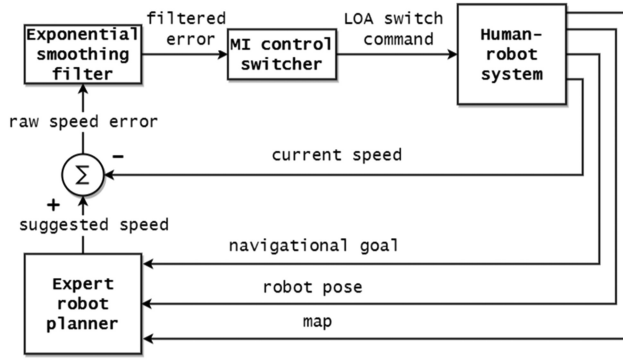 Exponential
smoothing
filter
filtered
error
MI control
switcher
LOA switch
command
Human-
robot
system
raw speed error
−
current speed
Σ
+
suggested speed
navigational goal
Expert
robot
planner
robot pose
map